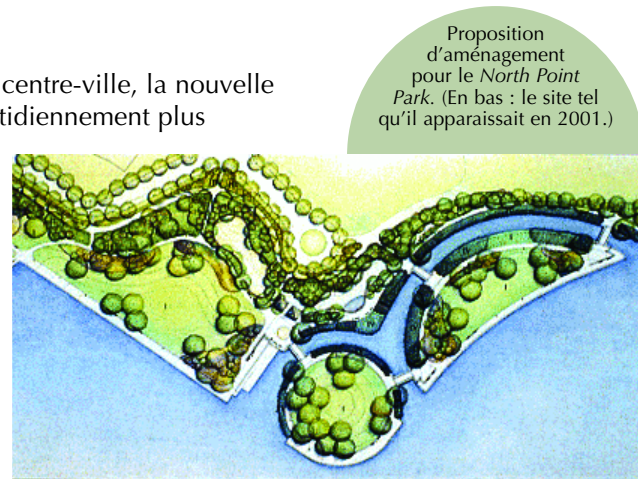 centre-ville, la nouvelle
plus
Proposition
d’aménagement
pour le North Point
Park. (En bas : le site tel
qu’il apparaissait en 2001.)